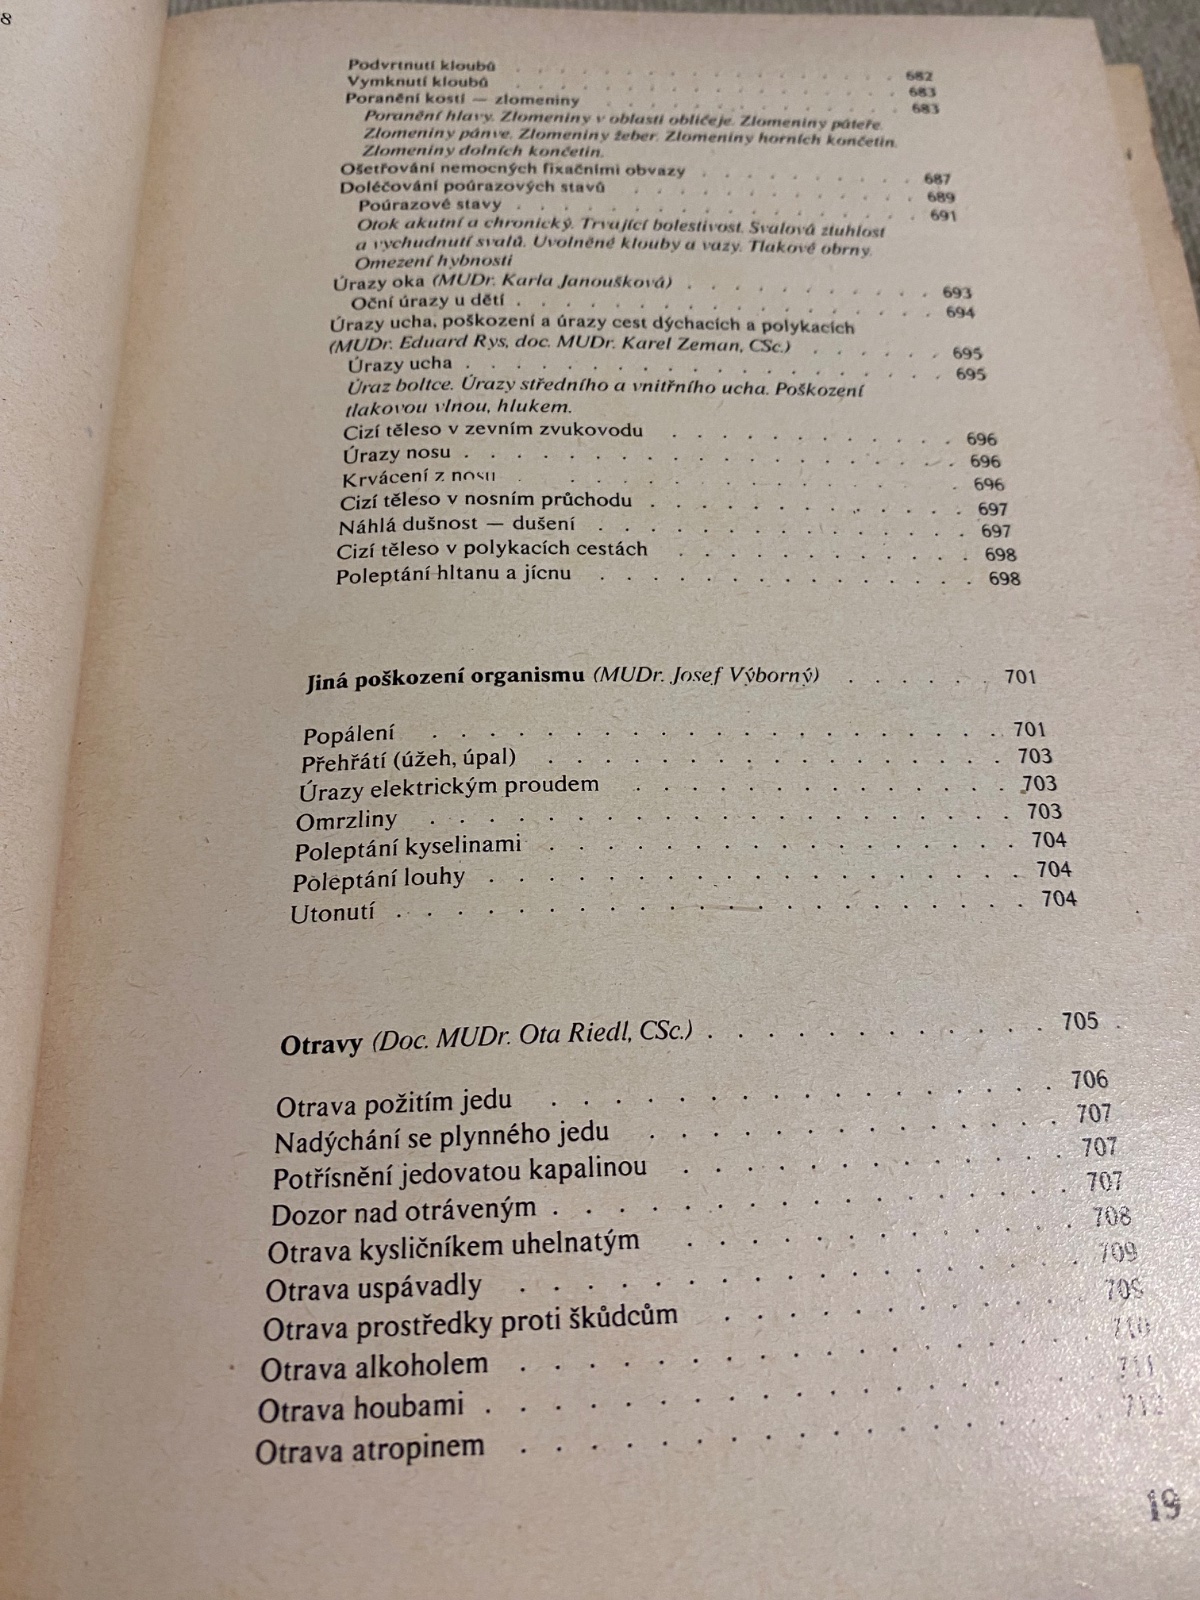 8
Podvrtnutí kloubů . . . . . . . . . . . . . . . 682
Vymknutí kloubů . . . . . . . . . . . . . . . 683
Poranění kostí — zlomeniny . . . . . . . . . . . . 683
Poranění hlavy. Zlomeniny v oblasti obličeje. Zlomeniny páteře.
Zlomeniny pánve. Zlomeniny žeber. Zlomeniny horních končetin.
Zlomeniny dolních končetin.
Ošetřování nemocných fixačními obvazy . . . . . . . . . 687
Doléčování poúrazových stavů . . . . . . . . . . . 689
Poúrazové stavy . . . . . . . . . . . . . . . 691
Otok akutní a chronický. Trvající bolestivost. Svalová ztuhlost
a vychudnutí svalů. Uvolněné klouby a vazy. Tlakové obrny.
Omezení hybnosti
Úrazy oka (MUDr. Karla Janoušková) . . . . . . . . . . 693
Oční úrazy u dětí . . . . . . . . . . . . . . . 694
Úrazy ucha, poškození a úrazy cest dýchacích a polykacích
(MUDr. Eduard Rys, doc. MUDr. Karel Zeman, CSc.) . . . . . 695
Úrazy ucha . . . . . . . . . . . . . . . . 695
Úraz boltce. Úrazy středního a vnitřního ucha. Poškození
tlakovou vlnou, hlukem.
Cizí těleso v zevním zvukovodu . . . . . . . . . . . 696
Úrazy nosu . . . . . . . . . . . . . . . . 696
Krvácení z nosu . . . . . . . . . . . . . . . 696
Cizí těleso v nosním průchodu . . . . . . . . . . . 697
Náhlá dušnost — dušení . . . . . . . . . . . . . 697
Cizí těleso v polykacích cestách . . . . . . . . . . . 698
Poleptání hltanu a jícnu . . . . . . . . . . . . . 698
Jiná poškození organismu (MUDr. Josef Výborný) . . . . . . 701
Popálení . . . . . . . . . . . . . . . . . 701
Přehřátí (úžeh, úpal) . . . . . . . . . . . . . . 703
Úrazy elektrickým proudem . . . . . . . . . . . . 703
Omrzliny . . . . . . . . . . . . . . . . . 703
Poleptání kyselinami . . . . . . . . . . . . . . 704
Poleptání louhy . . . . . . . . . . . . . . . . 704
Utonutí . . . . . . . . . . . . . . . . . . 704
Otravy (Doc. MUDr. Ota Riedl, CSc.) . . . . . . . . . . 705
Otrava požitím jedu . . . . . . . . . . . . . . 706
Nadýchání se plynného jedu . . . . . . . . . . . . 707
Potřísnění jedovatou kapalinou . . . . . . . . . . . 707
Dozor nad otráveným . . . . . . . . . . . . . . 707
Otrava kysličníkem uhelnatým . . . . . . . . . . . 708
Otrava uspávadly . . . . . . . . . . . . . . . 709
Otrava prostředky proti škůdcům . . . . . . . . . . 709
Otrava alkoholem . . . . . . . . . . . . . . . 710
Otrava houbami . . . . . . . . . . . . . . . . 711
Otrava atropinem . . . . . . . . . . . . . . . 712
19